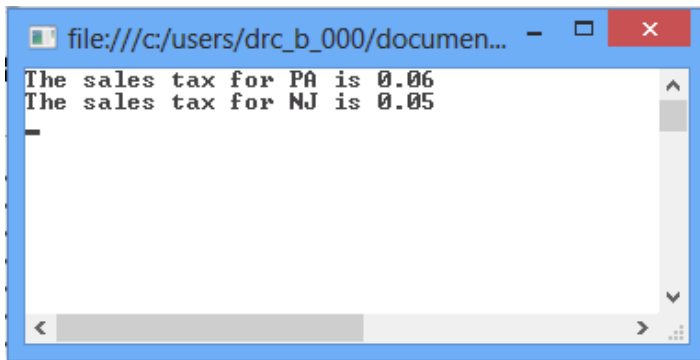 file:///c:/users/drc_b_000/documen...
The sales tax for PA is 0.06
The sales tax for NJ is 0.05